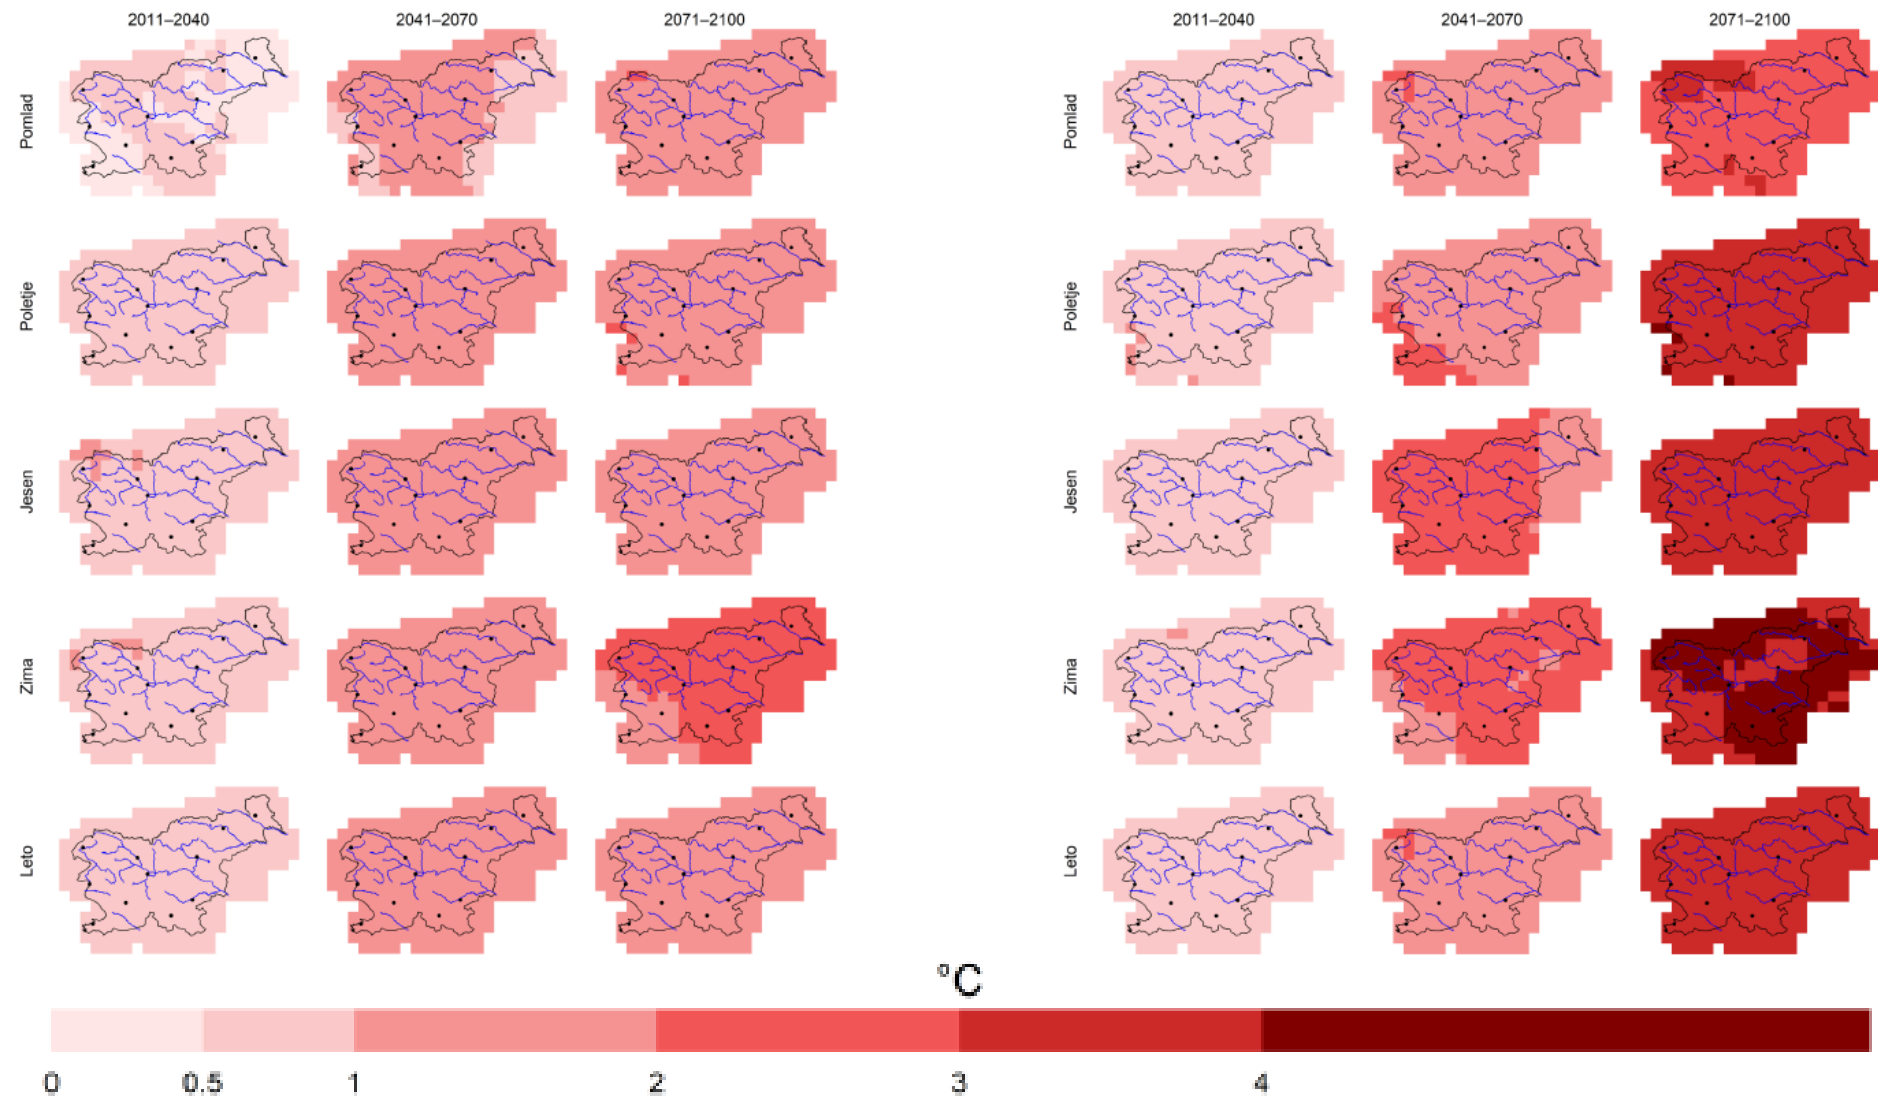 2011–2040 2041–2070 2071–2100 2011–2040 2041–2070 2071–2100
Pomlad Pomlad
Poletje Poletje
Jesen Jesen
Zima Zima
Leto Leto
°C
0 0.5 1 2 3 4